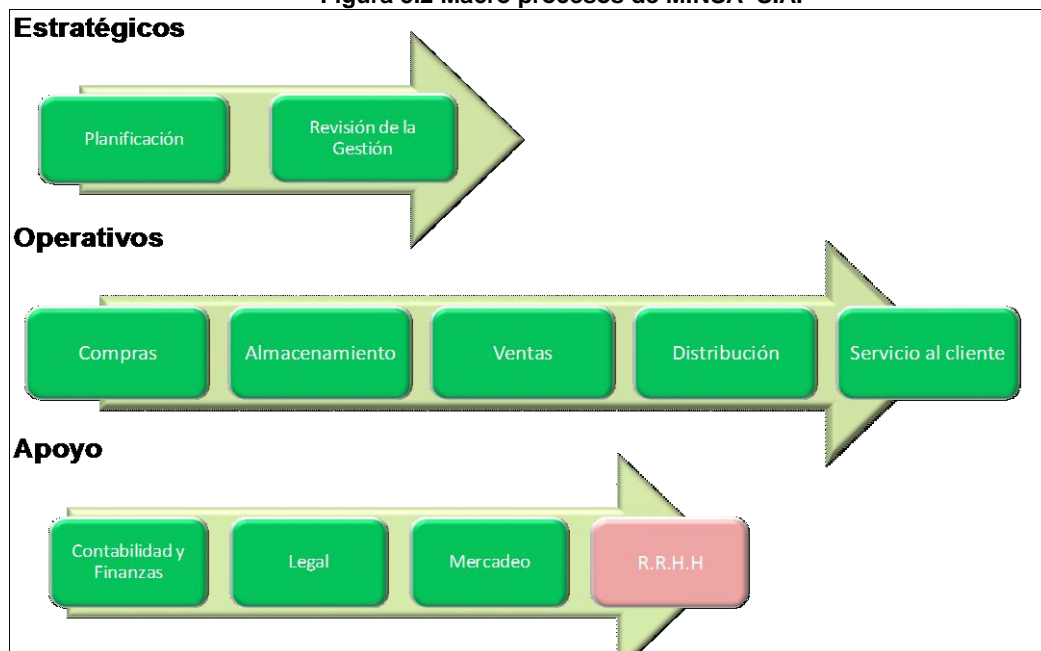 Estratégicos
Planificación
Revisión de la
Gestión
Operativos
Compras
Almacenamiento
Ventas
Distribución
Servicio al cliente
Apoyo
Contabilidad y
Finanzas
Legal
Mercadeo
R.R.H.H